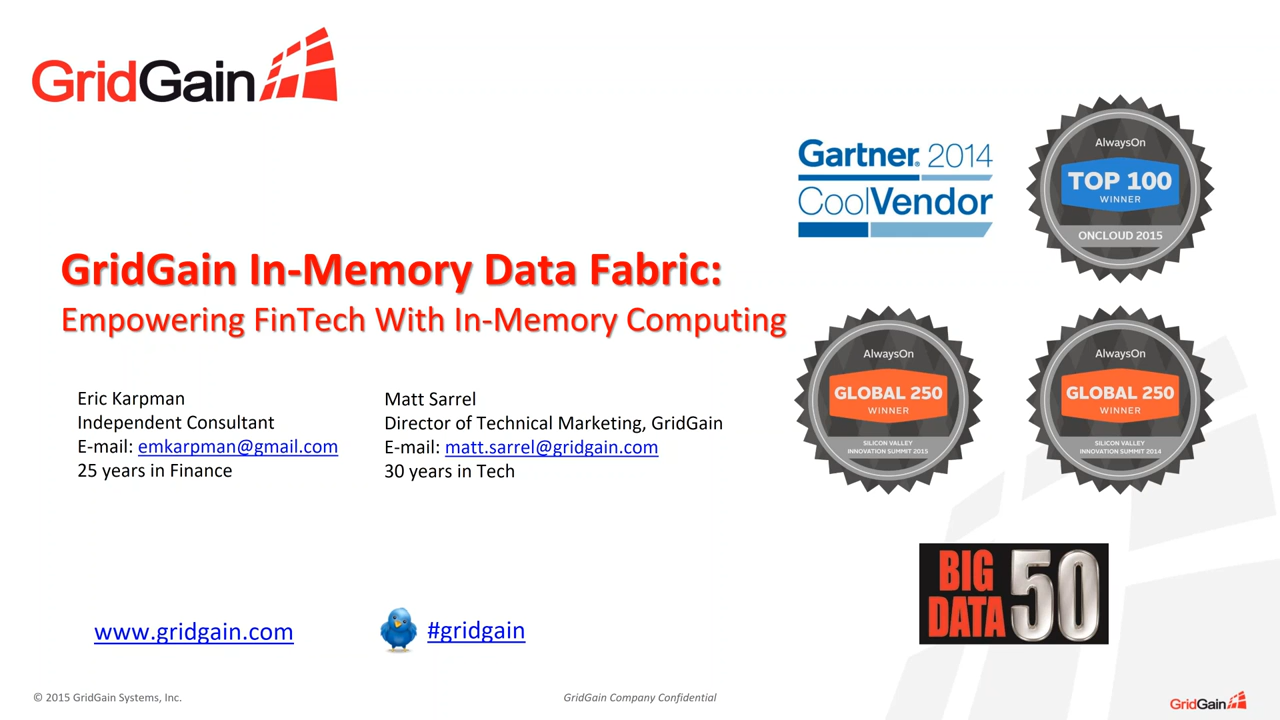 GridGain
Gartner. 2014
CoolVendor
AlwaysOn
TOP 100
WINNER
ONCLOUD 2015
GridGain In-Memory Data Fabric:
Empowering FinTech With In-Memory Computing
AlwaysOn
GLOBAL 250
WINNER
SILICON VALLEY
INNOVATION SUMMIT 2015
AlwaysOn
GLOBAL 250
WINNER
SILICON VALLEY
INNOVATION SUMMIT 2014
Eric Karpman
Independent Consultant
E-mail: emkarpman@gmail.com
25 years in Finance
Matt Sarrel
Director of Technical Marketing, GridGain
E-mail: matt.sarrel@gridgain.com
30 years in Tech
BIG
DATA
50
www.gridgain.com
#gridgain
© 2015 GridGain Systems, Inc.
GridGain Company Confidential
GridGain